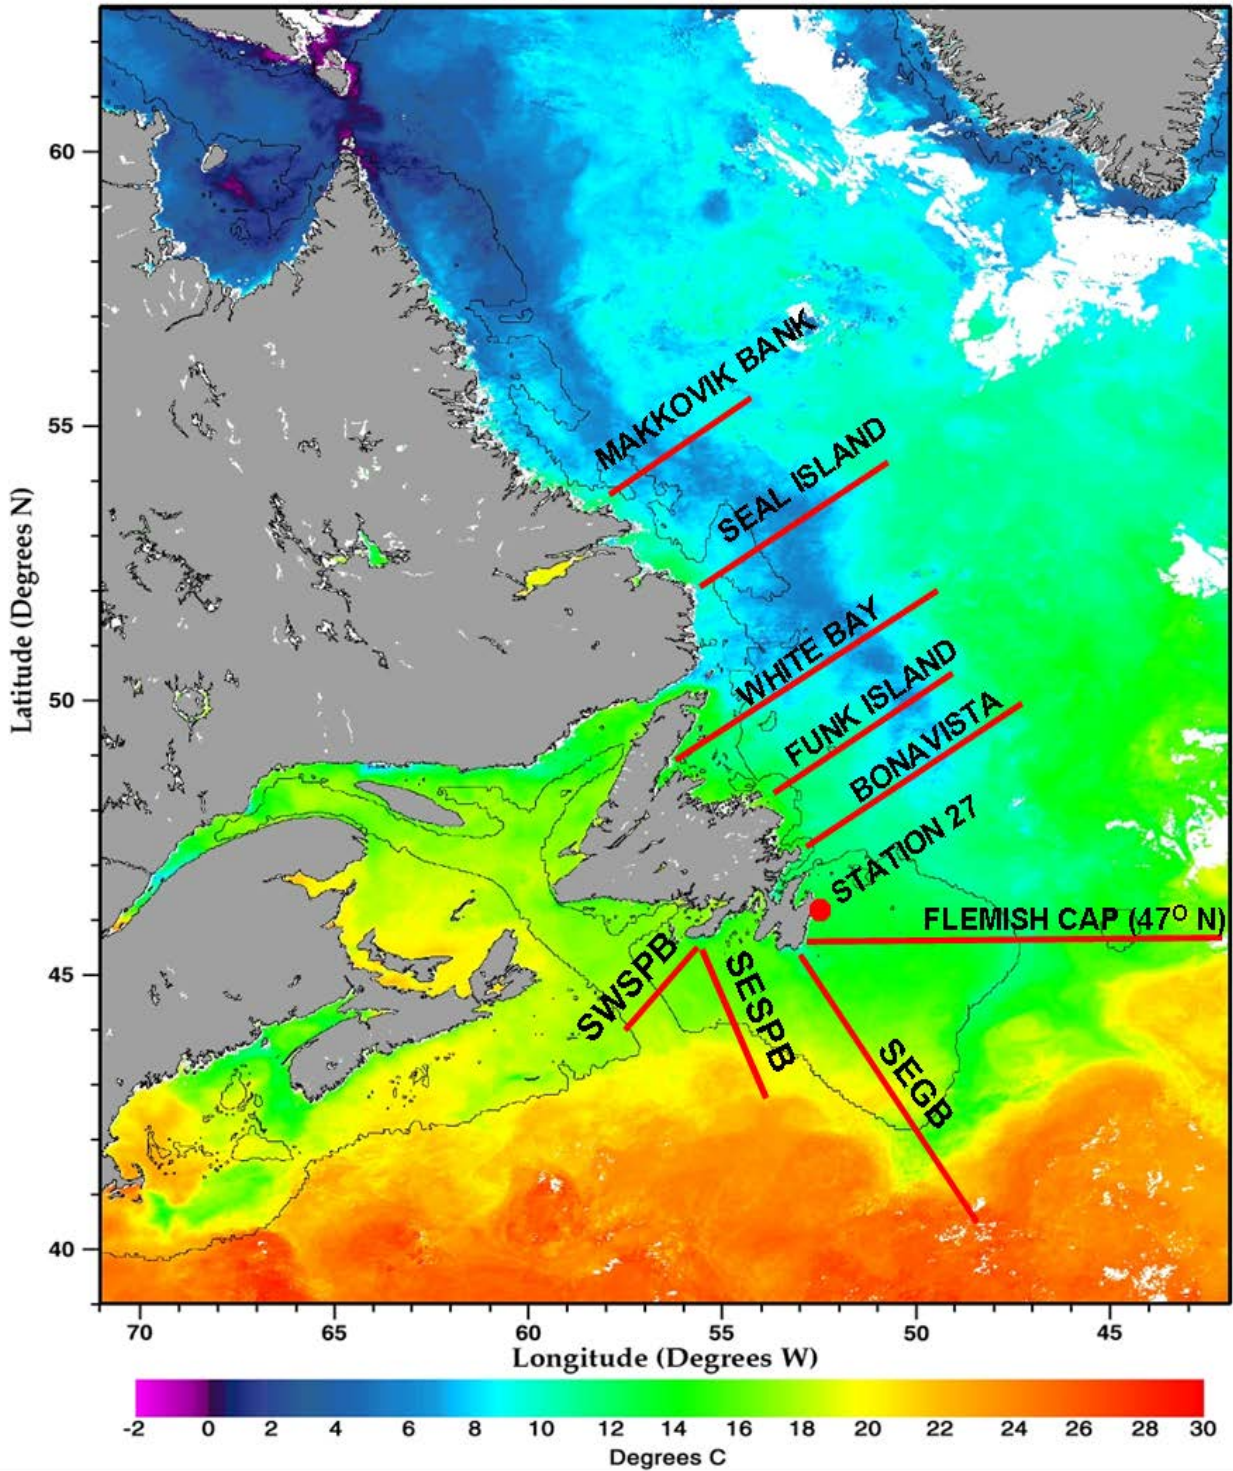 60
55
50
45
40
Latitude (Degrees N)
MAKKOVIK BANK
SEAL ISLAND
WHITE BAY
FUNK ISLAND
BONAVISTA
STATION 27
FLEMISH CAP (47O N)
SWSPB
SESPB
SEGB
70 65 60 55 50 45
Longitude (Degrees W)
-2 0 2 4 6 8 10 12 14 16 18 20 22 24 26 28 30
Degrees C